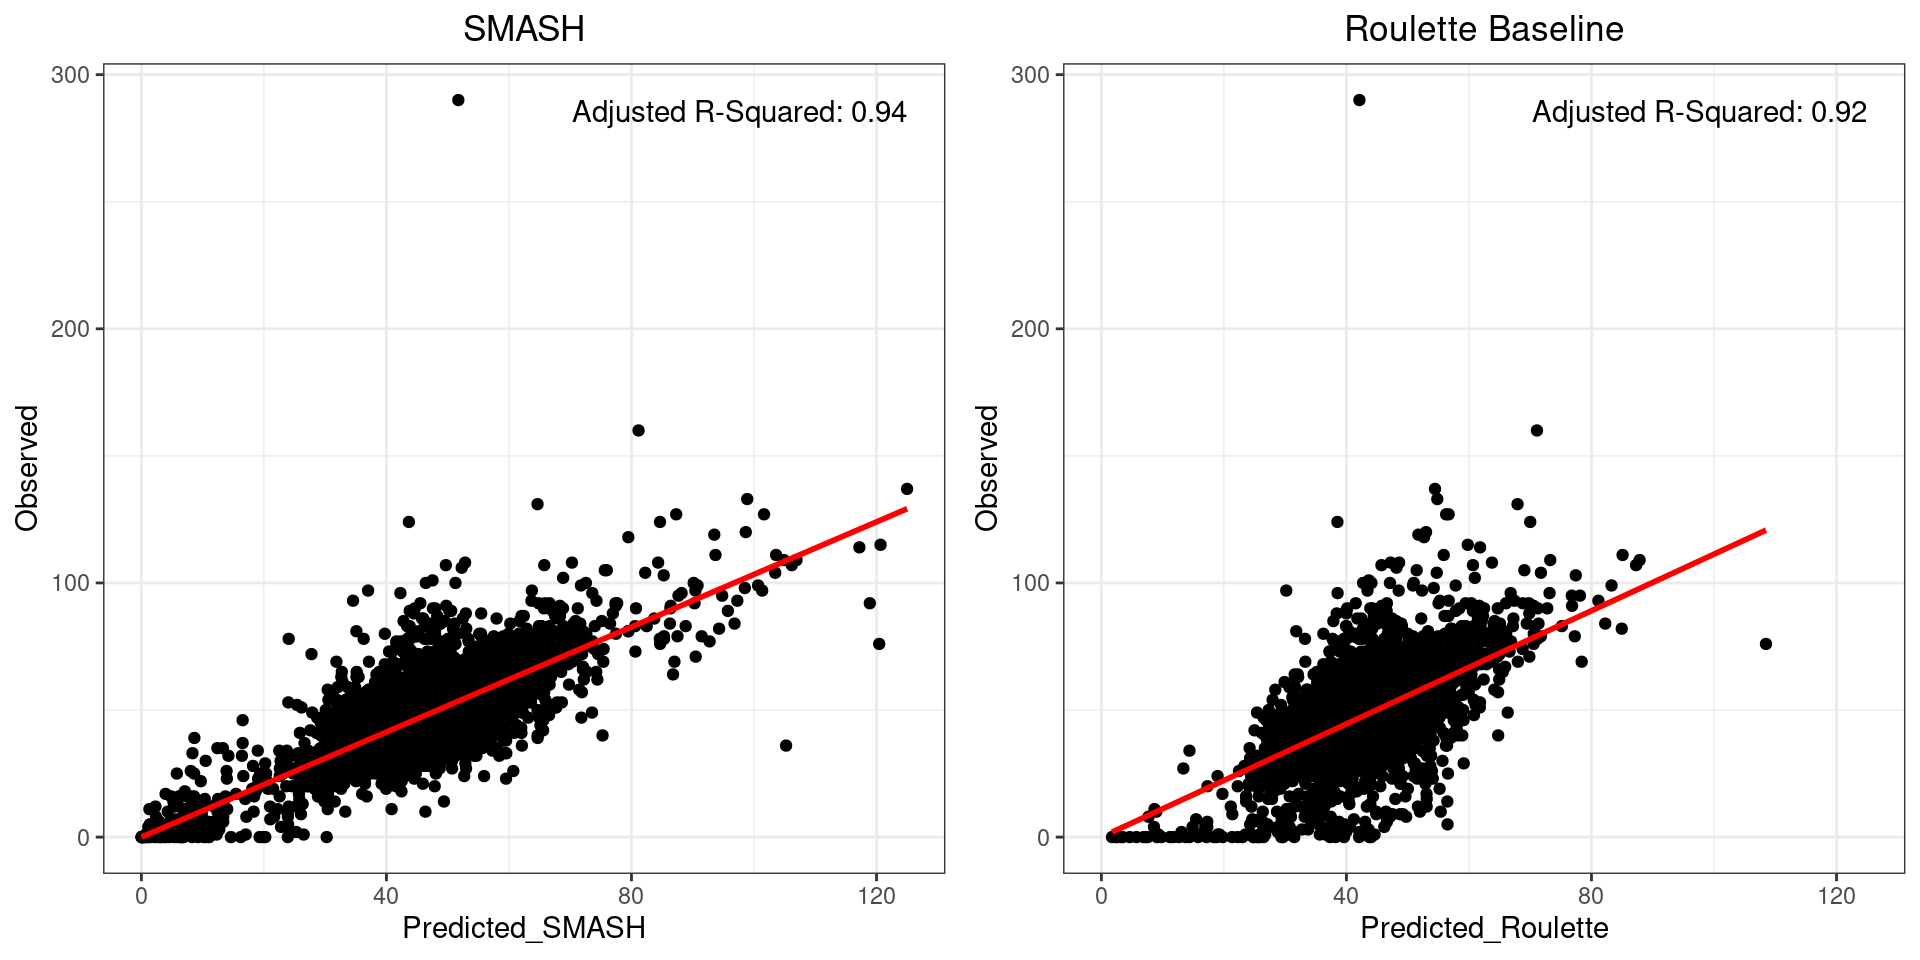 SMASH
300
200
100
0
Observed
Adjusted R-Squared: 0.94
0
40
80
120
Predicted_SMASH
Roulette Baseline
300
200
100
0
Observed
Adjusted R-Squared: 0.92
0
40
80
120
Predicted_Roulette